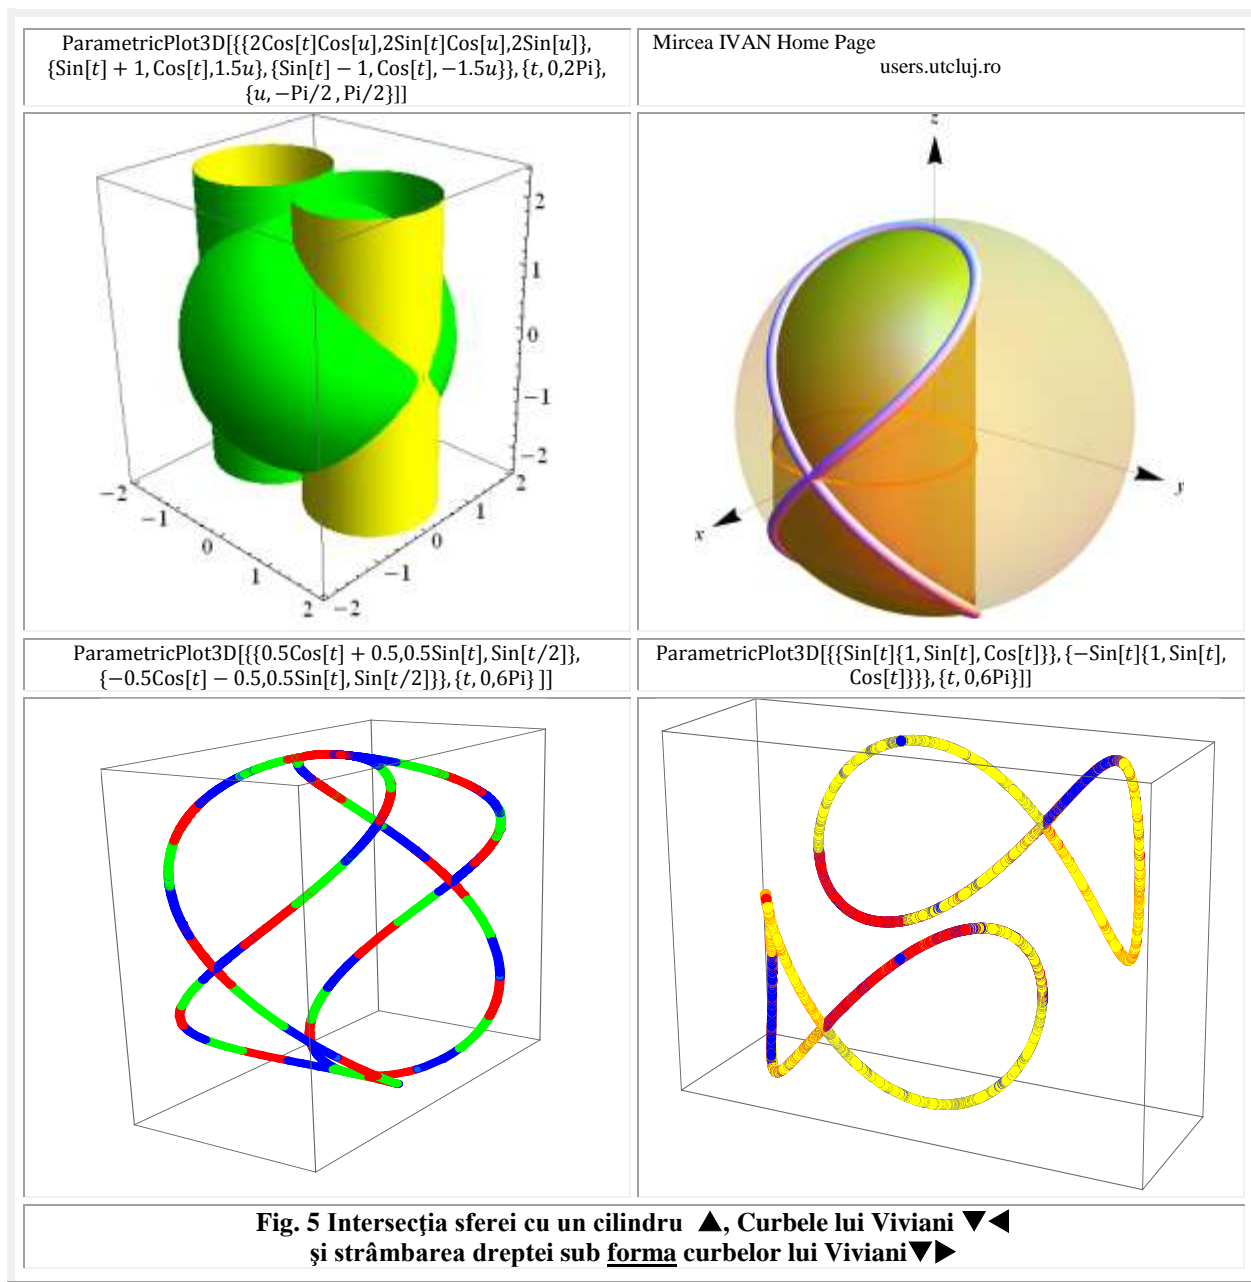 ParametricPlot3D[{{2Cos[t]Cos[u],2Sin[t]Cos[u],2Sin[u]},
{Sin[t] + 1, Cos[t],1.5u},{Sin[t] − 1, Cos[t], −1.5u}},{t, 0,2Pi},
{u, −Pi/2 , Pi/2}]]
Mircea IVAN Home Page
users.utcluj.ro
2
1
0
−1
−2
−2
−1
0
1
2
−2
−1
0
1
2
z
x
y
ParametricPlot3D[{{0.5Cos[t] + 0.5,0.5Sin[t], Sin[t/2]},
{−0.5Cos[t] − 0.5,0.5Sin[t], Sin[t/2]}},{t, 0,6Pi} ]]
ParametricPlot3D[{{Sin[t]{1, Sin[t], Cos[t]}}, {−Sin[t]{1, Sin[t],
Cos[t]}}},{t, 0,6Pi}]]
Fig. 5 Intersecţia sferei cu un cilindru ▲, Curbele lui Viviani ▼◄
şi strâmbarea dreptei sub forma curbelor lui Viviani▼►